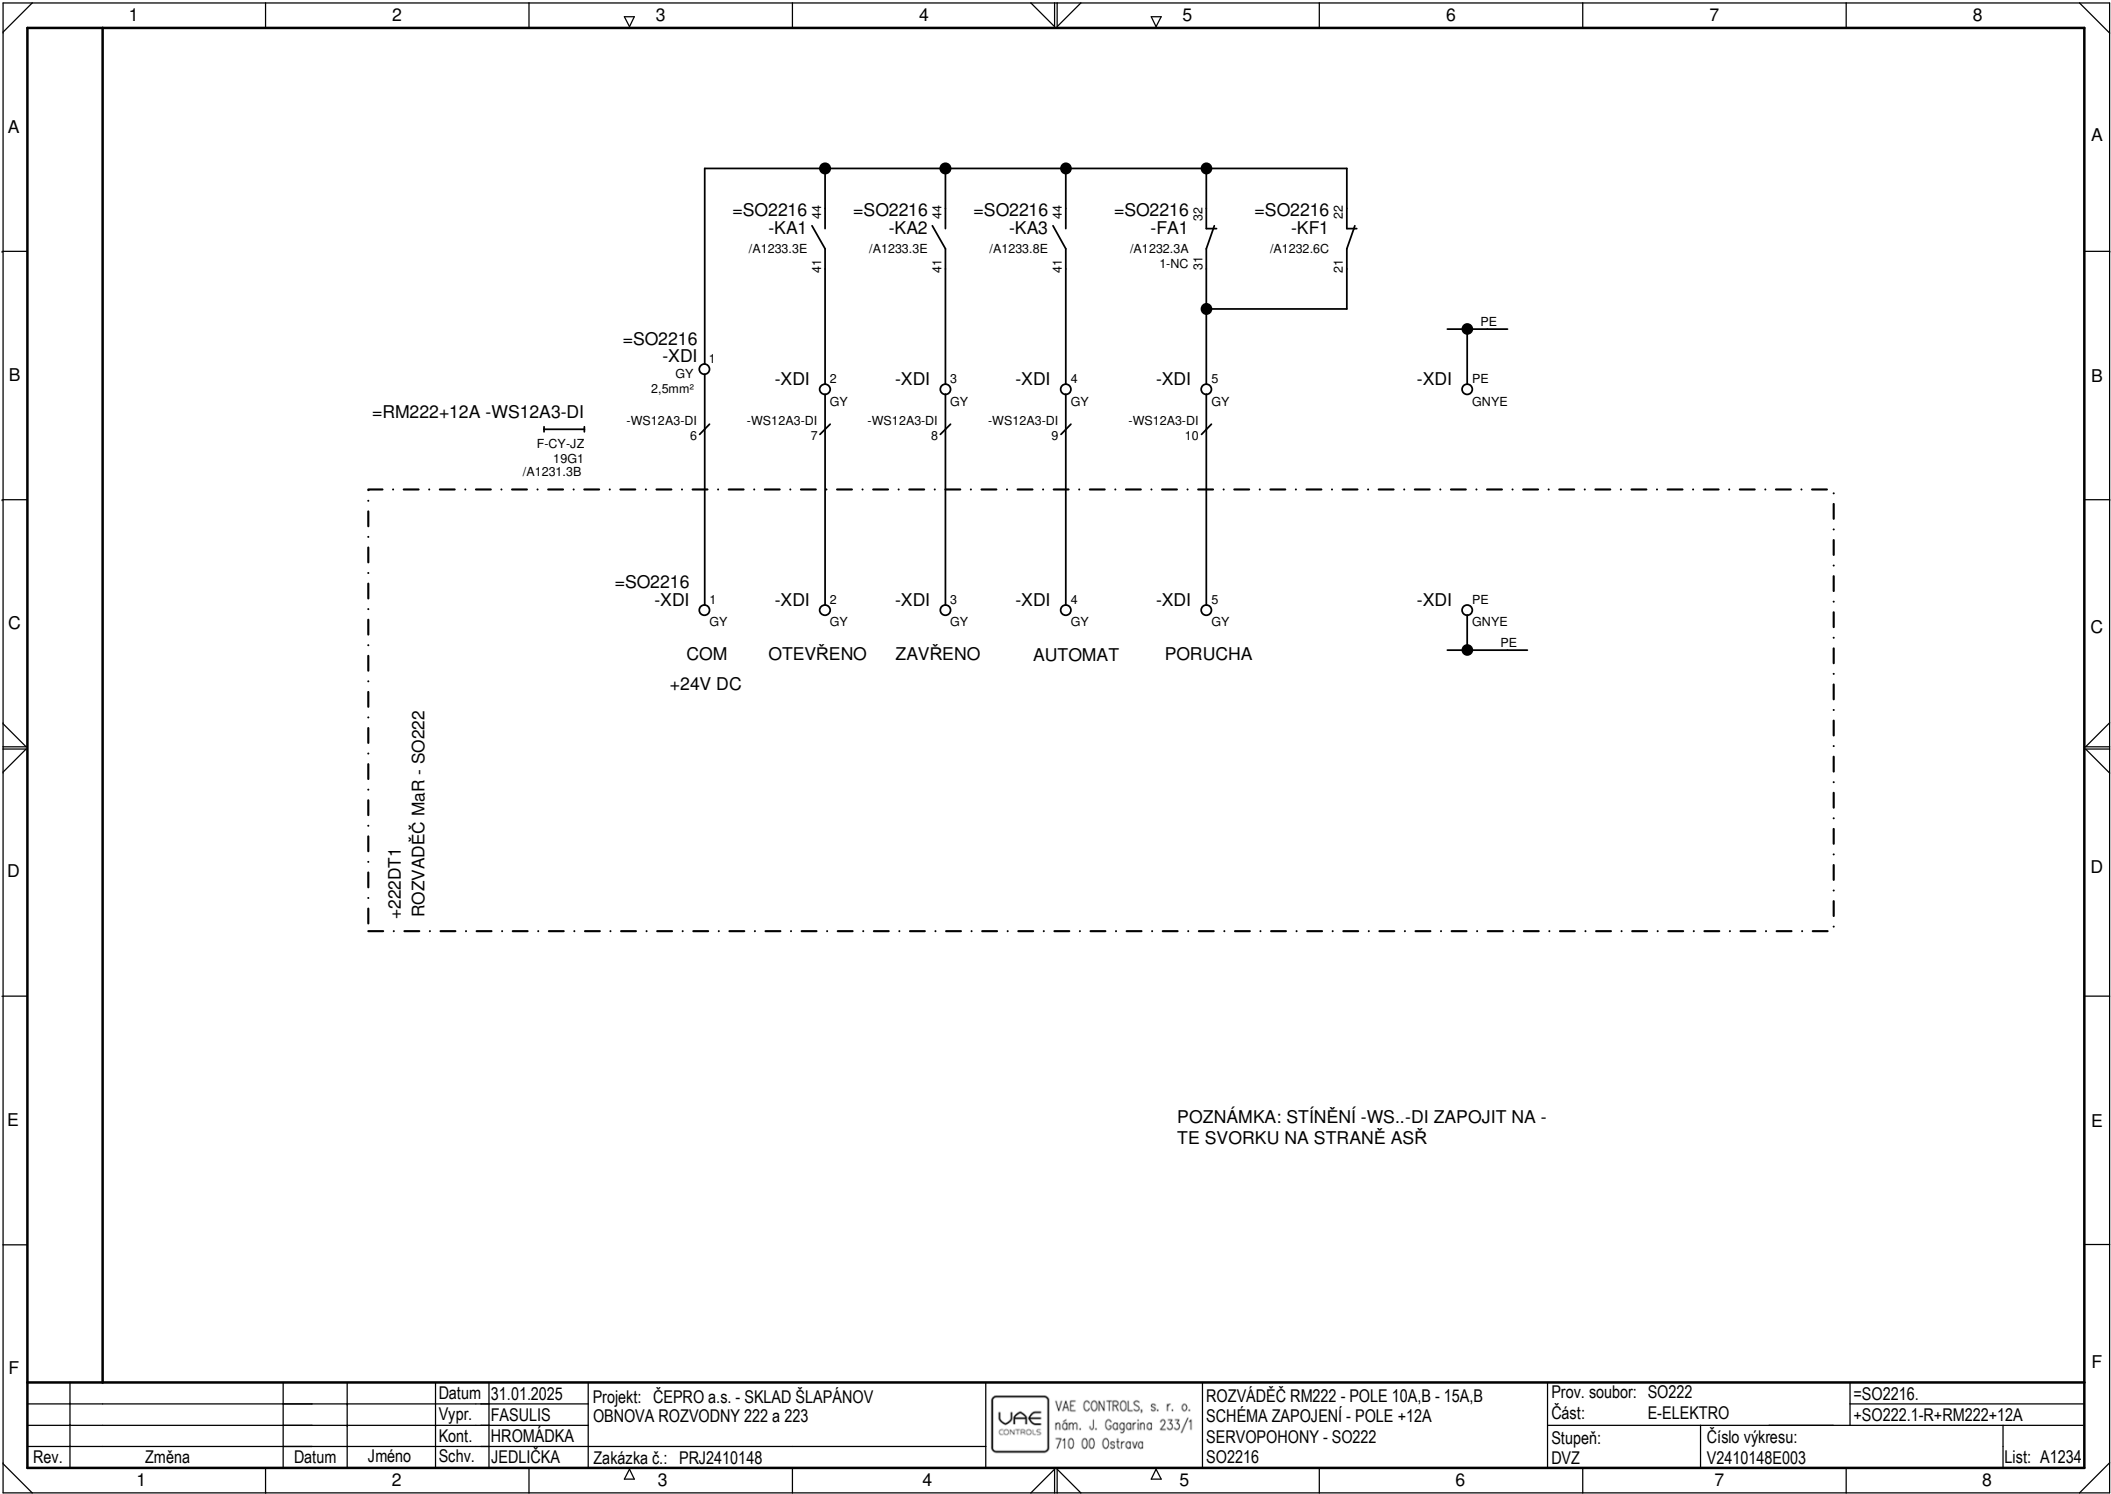 1 2 3 4 5 6 7 8
A A
=SO2216 44 =SO2216 44 =SO2216 44 =SO2216 32 =SO2216 22
-KA1 -KA2 -KA3 -FA1 -KF1
/A1233.3E /A1233.3E /A1233.8E /A1232.3A /A1232.6C
41 41 41 1-NC 31 21
=SO2216
-XDI 1
GY
2,5mm²
-XDI 2 GY
-XDI 3 GY
-XDI 4 GY
-XDI 5 GY
PE
-XDI PE GNYE
B B
=RM222+12A -WS12A3-DI
F-CY-JZ
19G1
/A1231.3B
-WS12A3-DI -WS12A3-DI -WS12A3-DI -WS12A3-DI -WS12A3-DI
6 7 8 9 10
=SO2216
-XDI 1 GY
-XDI 2 GY
-XDI 3 GY
-XDI 4 GY
-XDI 5 GY
-XDI PE GNYE
PE
C C
COM OTEVŘENO ZAVŘENO AUTOMAT PORUCHA
+24V DC
+222DT1
ROZVADĚČ MaR - SO222
D D
POZNÁMKA: STÍNĚNÍ -WS..-DI ZAPOJIT NA -
TE SVORKU NA STRANĚ ASŘ
E E
F F
Rev. Změna Datum Jméno
Datum 31.01.2025
Vypr. FASULIS
Kont. HROMÁDKA
Schv. JEDLIČKA
Projekt: ČEPRO a.s. - SKLAD ŠLAPÁNOV
OBNOVA ROZVODNY 222 a 223
Zakázka č.: PRJ2410148
VAE
CONTROLS
VAE CONTROLS, s. r. o.
nám. J. Gagarina 233/1
710 00 Ostrava
ROZVÁDĚČ RM222 - POLE 10A,B - 15A,B
SCHÉMA ZAPOJENÍ - POLE +12A
SERVOPOHONY - SO222
SO2216
Prov. soubor: SO222
Část: E-ELEKTRO
Stupeň:
DVZ
Číslo výkresu:
V2410148E003
=SO2216.
+SO222.1-R+RM222+12A
List: A1234
1 2 3 4 5 6 7 8